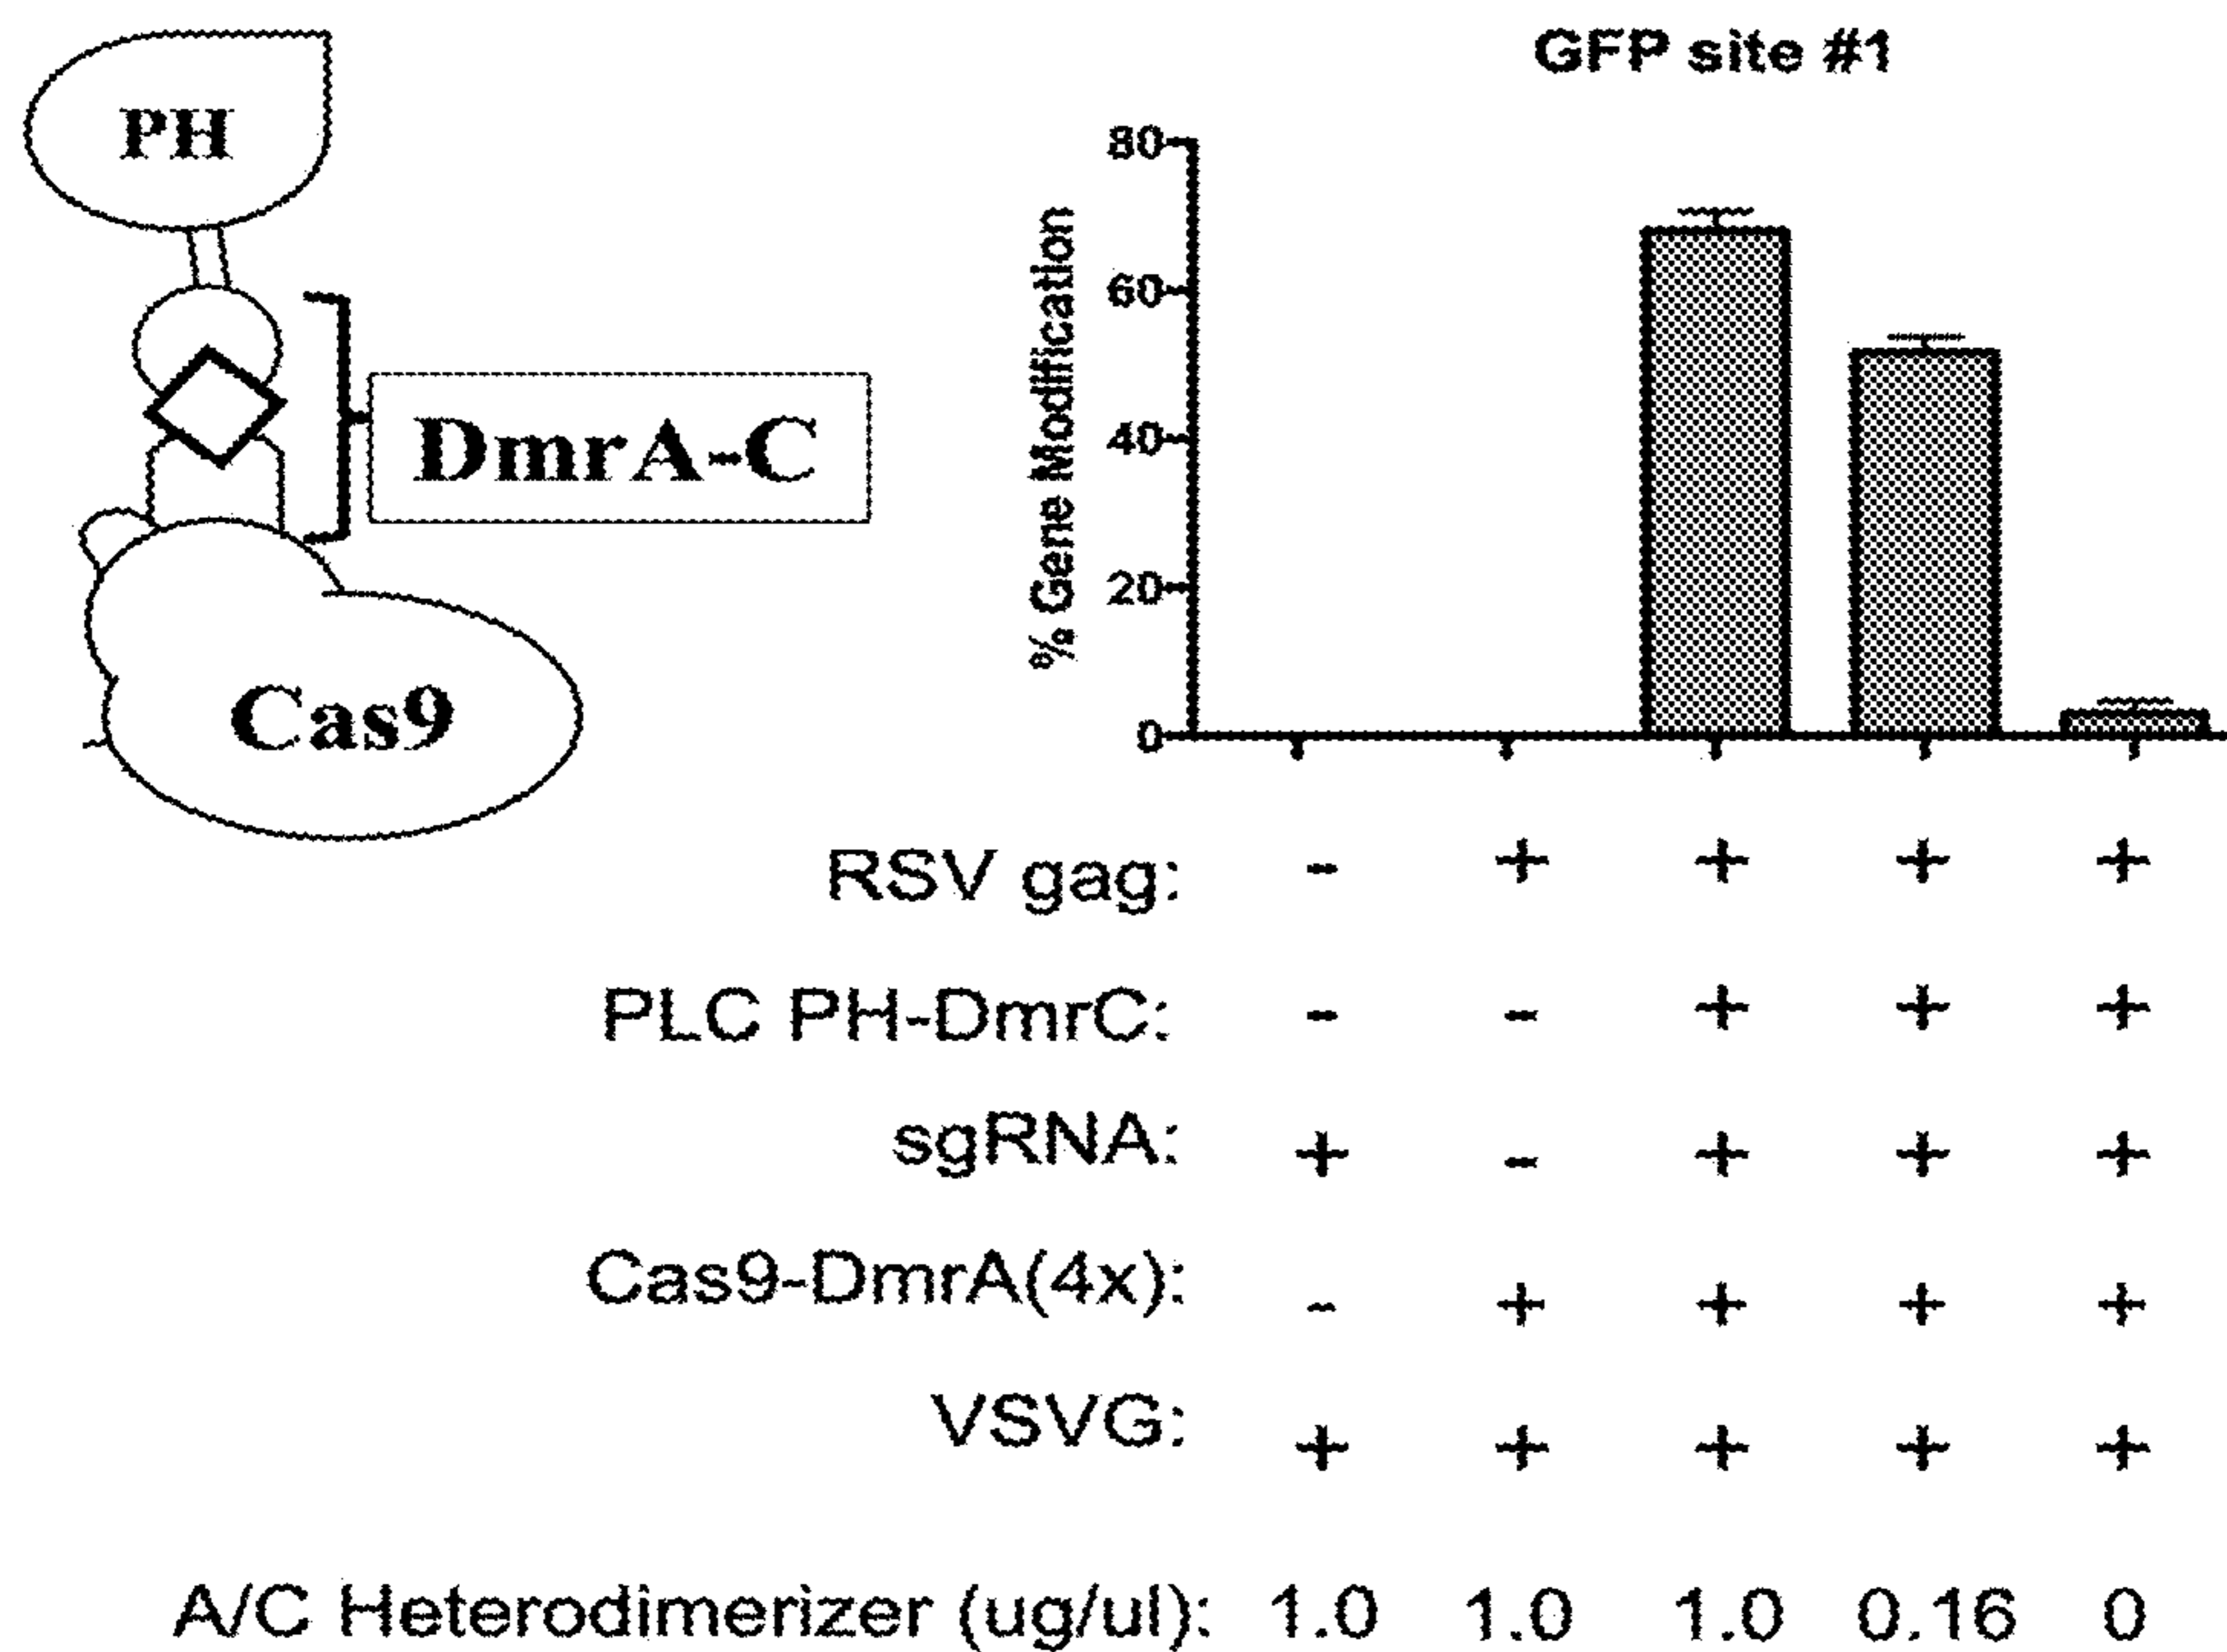 PH
DmrA-C
Cas9
GFP site #1
% Gene Modification
80
60
40
20
0
RSV gag: - + + + +
PLC PH-DmrC: - - + + +
sgRNA: + - + + +
Cas9-DmrA(4x): - + + + +
VSVG: + + + + +
A/C Heterodimerizer (ug/ul): 1.0 1.0 1.0 0.16 0